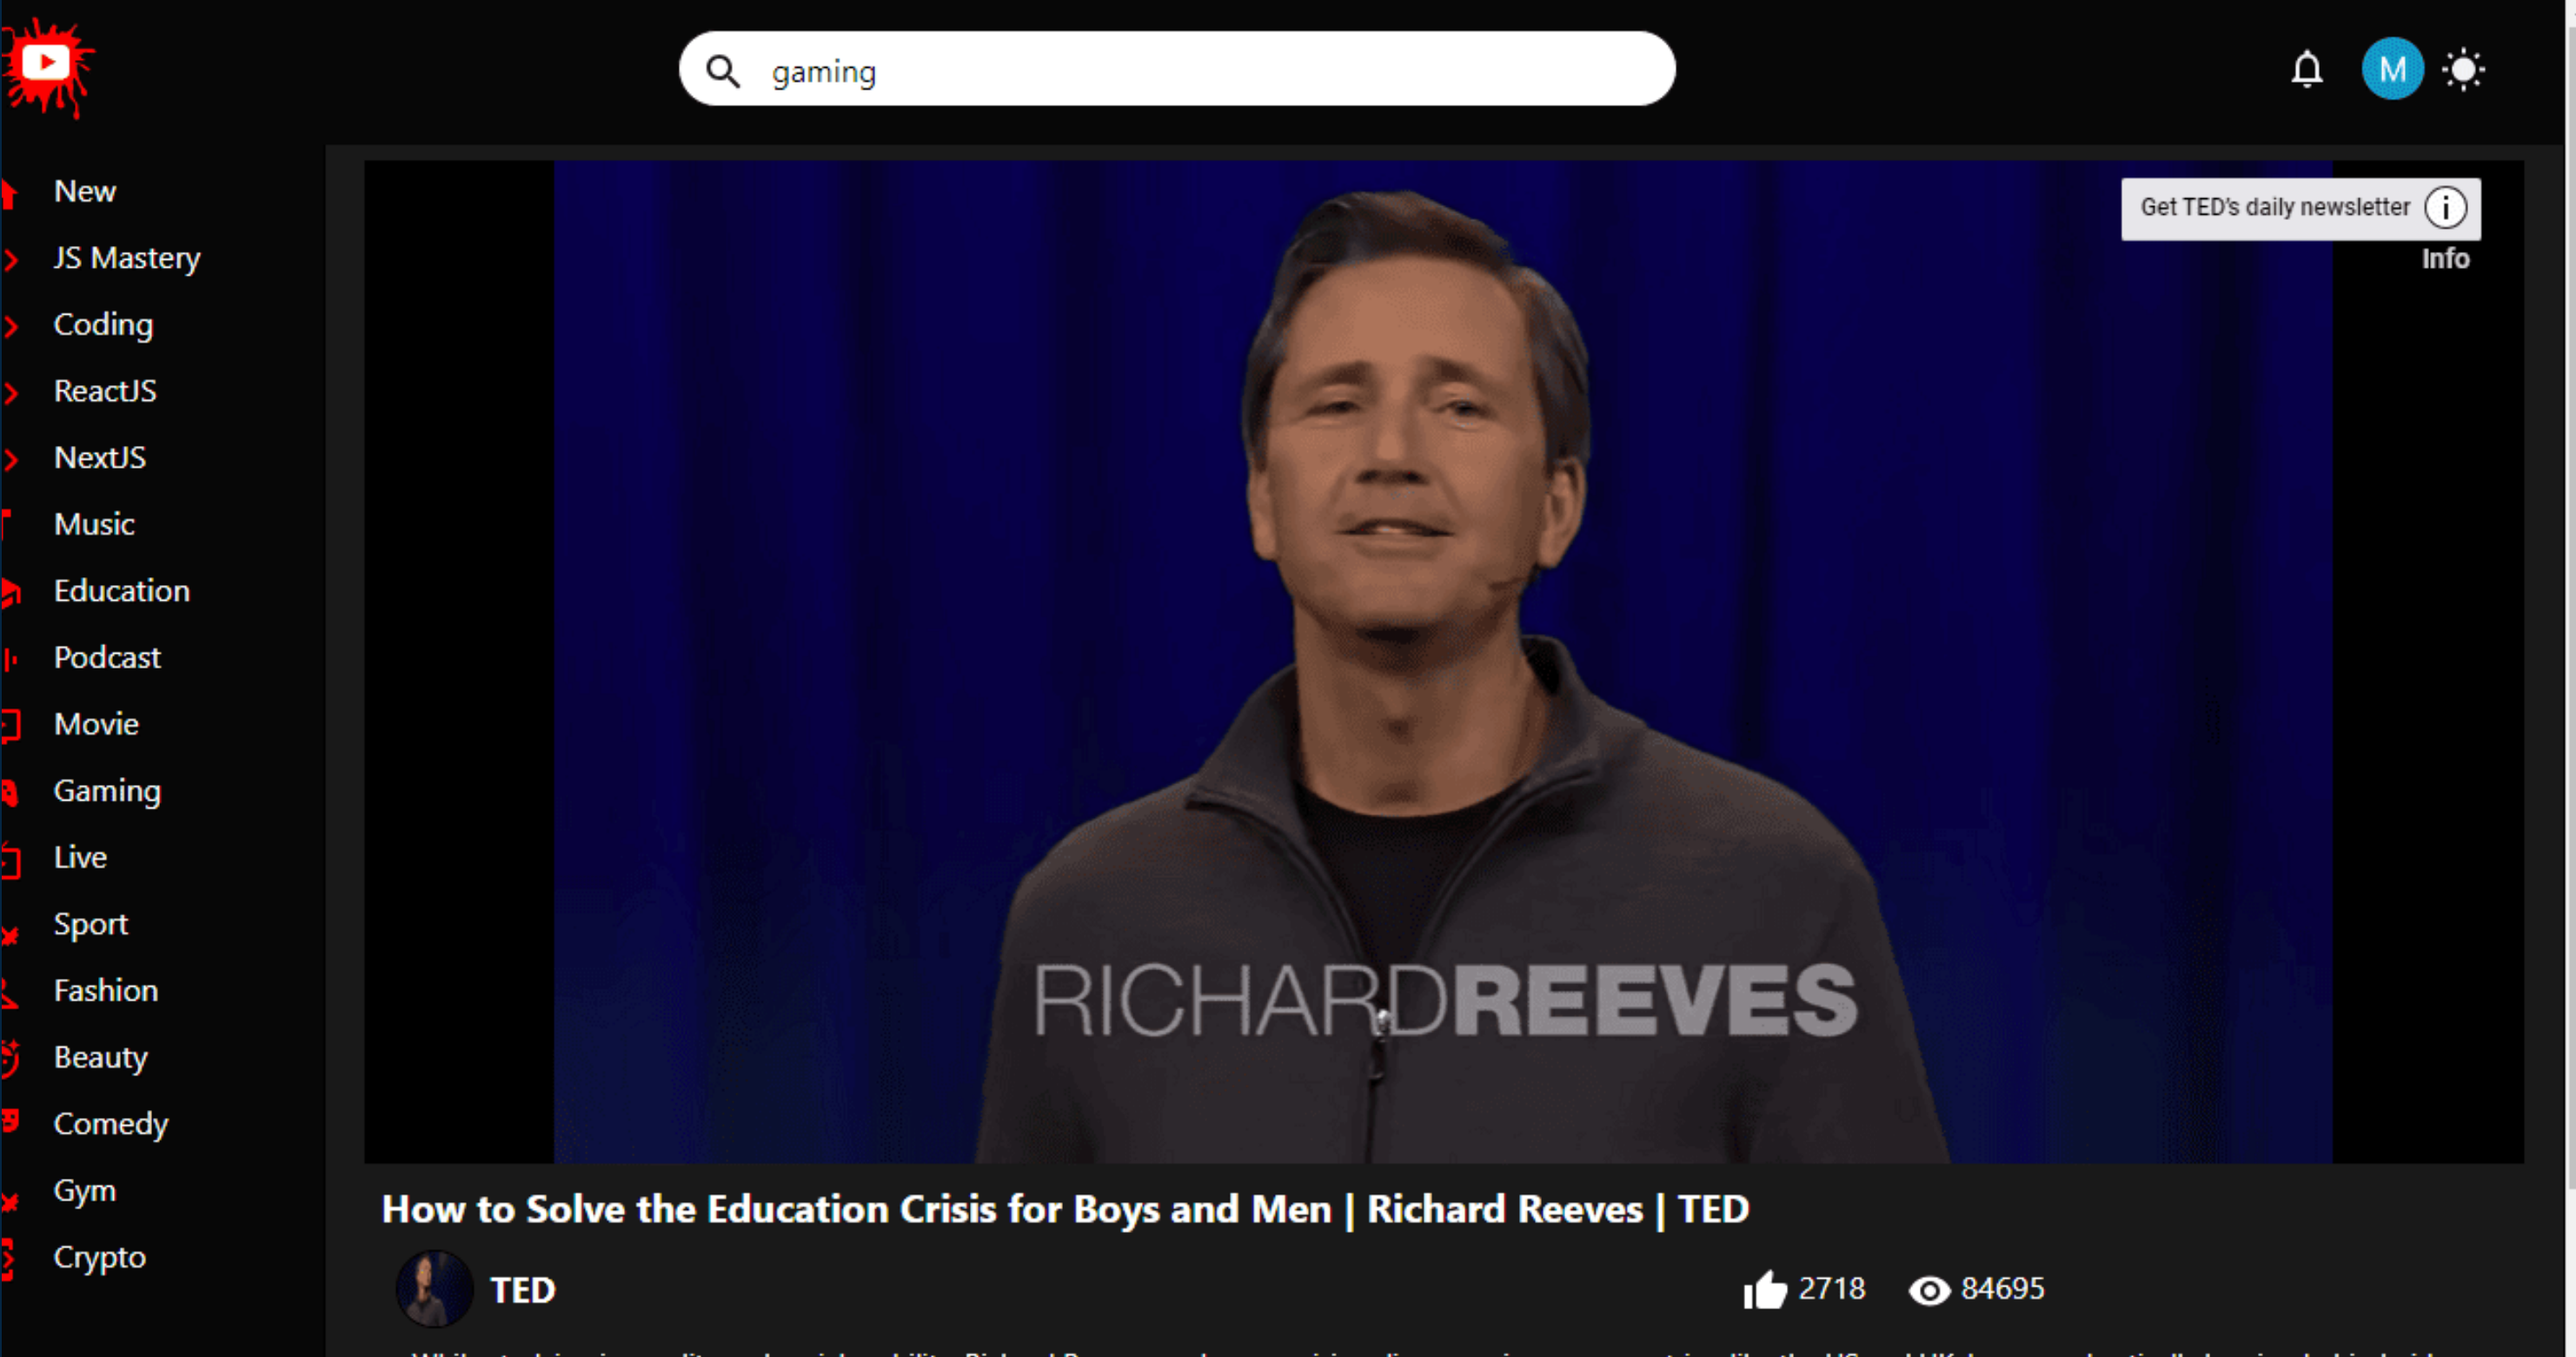 gaming
M
New
JS Mastery
Coding
ReactJS
NextJS
Music
Education
Podcast
Movie
Gaming
Live
Sport
Fashion
Beauty
Comedy
Gym
Crypto
Get TED's daily newsletter
Info
RICHARDREEVES
How to Solve the Education Crisis for Boys and Men | Richard Reeves | TED
TED
2718
84695